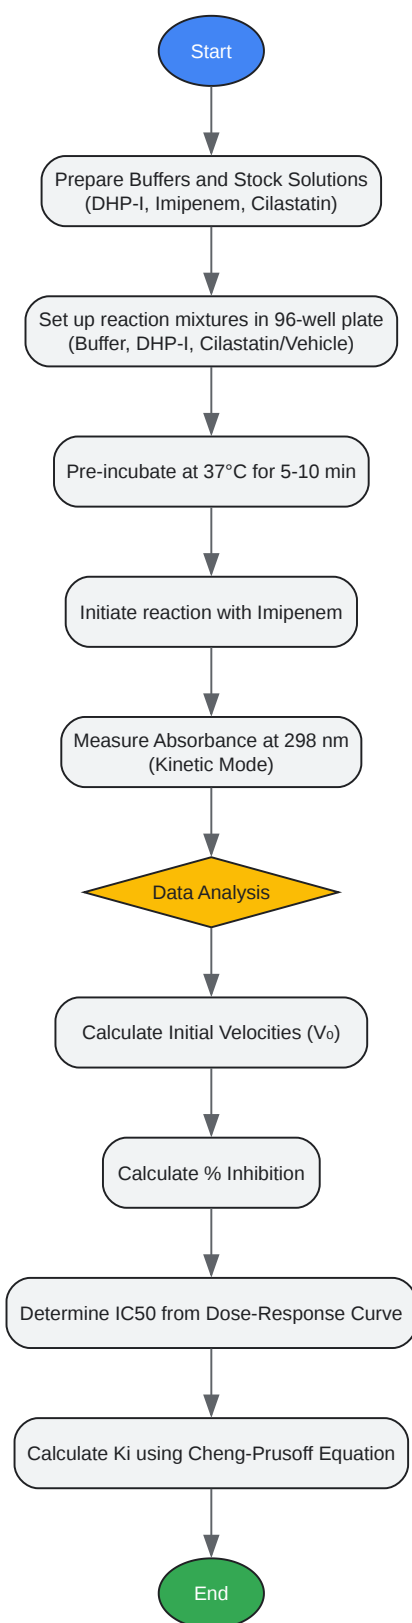 Start
Prepare Buffers and Stock Solutions
(DHP-I, Imipenem, Cilastatin)
Set up reaction mixtures in 96-well plate
(Buffer, DHP-I, Cilastatin/Vehicle)
Pre-incubate at 37°C for 5-10 min
Initiate reaction with Imipenem
Measure Absorbance at 298 nm
(Kinetic Mode)
Data Analysis
Calculate Initial Velocities (V₀)
Calculate % Inhibition
Determine IC50 from Dose-Response Curve
Calculate Ki using Cheng-Prusoff Equation
End